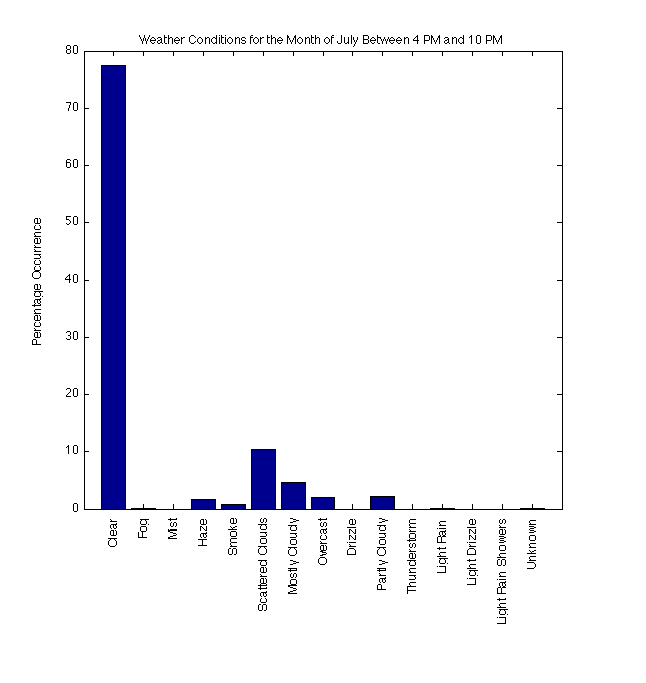 Weather Conditions for the Month of July Between 4 PM and 10 PM
80
70
60
50
40
30
20
10
0
Percentage Occurrence
Clear
Fog
Mist
Haze
Smoke
Scattered Clouds
Mostly Cloudy
Overcast
Drizzle
Partly Cloudy
Thunderstorm
Light Rain
Light Drizzle
Light Rain Showers
Unknown